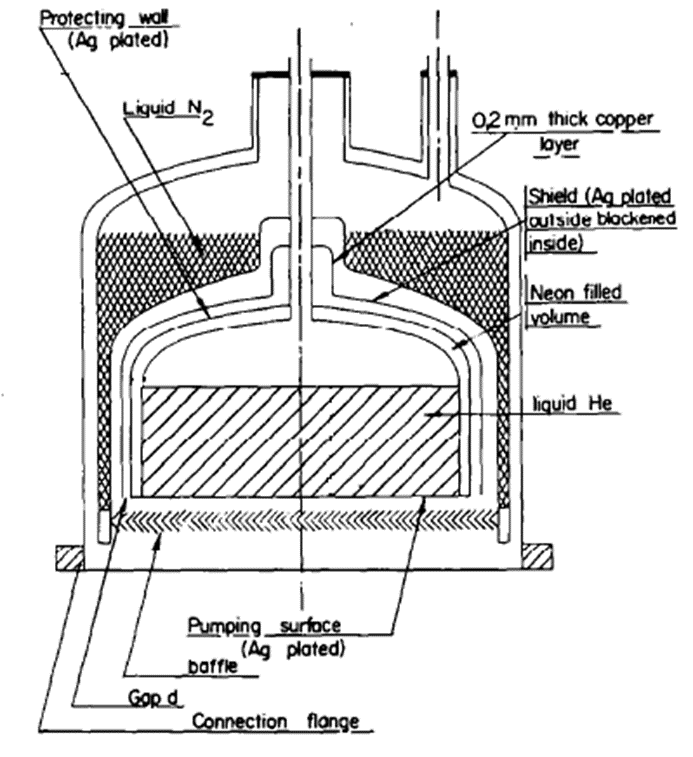 Protecting wall
(Ag plated)
Liquid N2
0,2 mm thick copper
layer
Shield (Ag plated
outside blackened
inside)
Neon filled
volume
liquid He
Pumping surface
(Ag plated)
baffle
Gap d
Connection flange